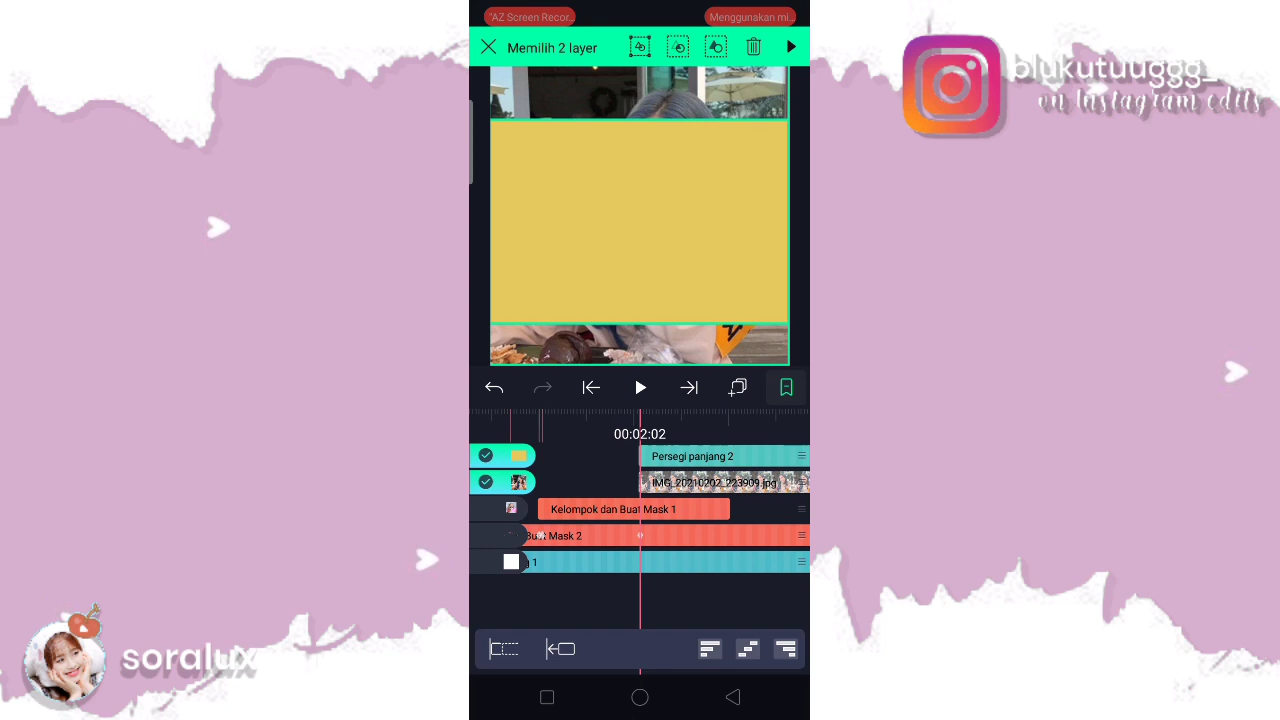 "AZ Screen Recor...
Menggunakan mi...
Memilih 2 layer
blukutuuggg_
on Instagram edits
00:02:02
Persegi panjang 2
IMG_20210202_223909.jpg
Kelompok dan Buat Mask 1
Buat Mask 2
g 1
soralux